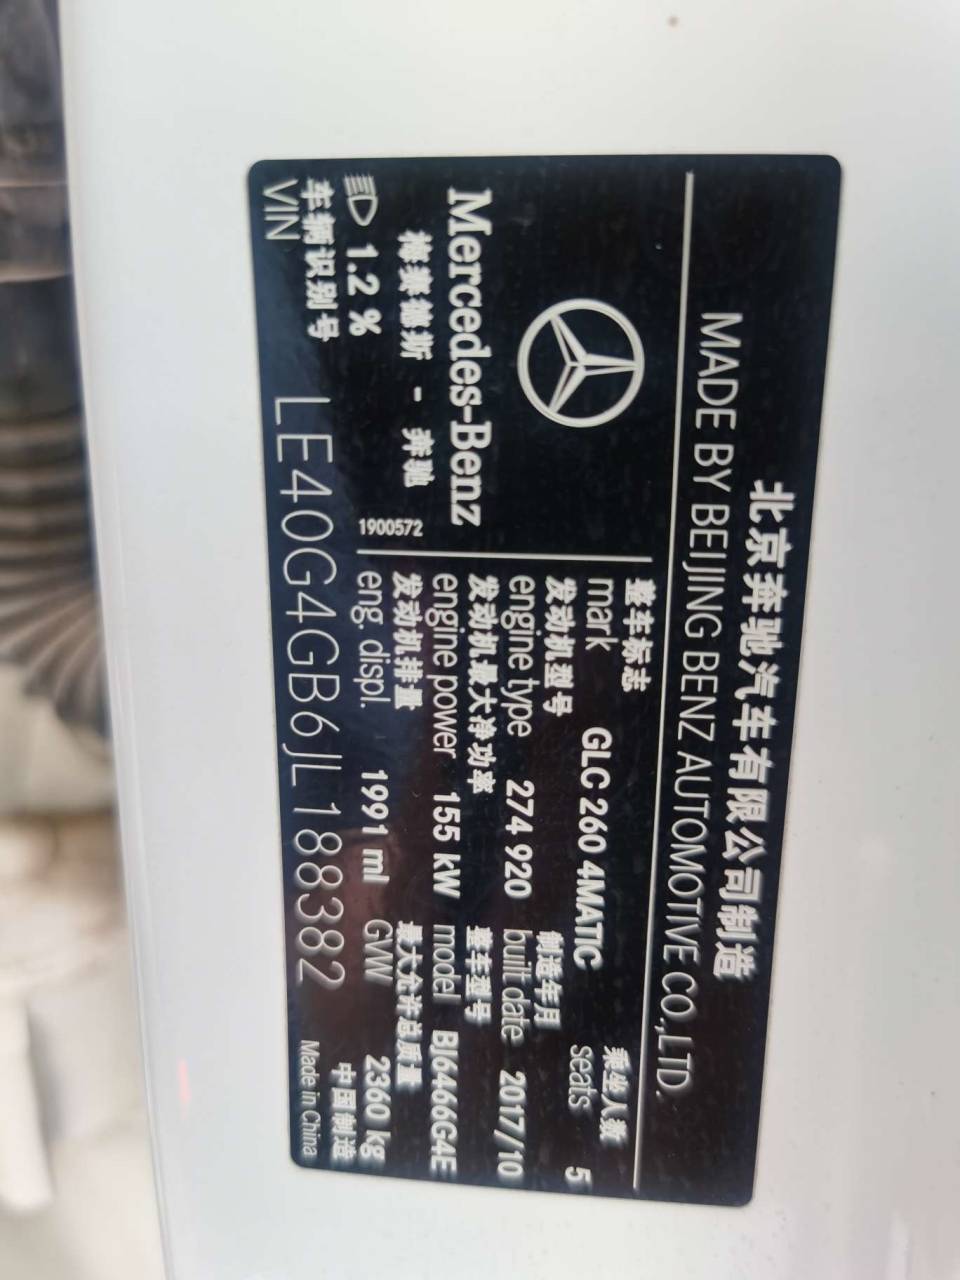 北京奔驰汽车有限公司制造
MADE BY BEIJING BENZ AUTOMOTIVE CO.,LTD.
Mercedes-Benz
梅赛德斯 - 奔驰
1900572
1.2 %
整车标志
mark GLC 260 4MATIC
乘坐人数
seats 5
发动机型号
engine type 274 920
制造年月
built date 2017/10
发动机最大净功率
engine power 155 kW
整车型号
model BJ6466G4E
发动机排量
eng. displ. 1991 ml
最大允许总质量
GVW 2360 kg
车辆识别号
VIN LE40G4GB6JL188382
中国制造
Made in China